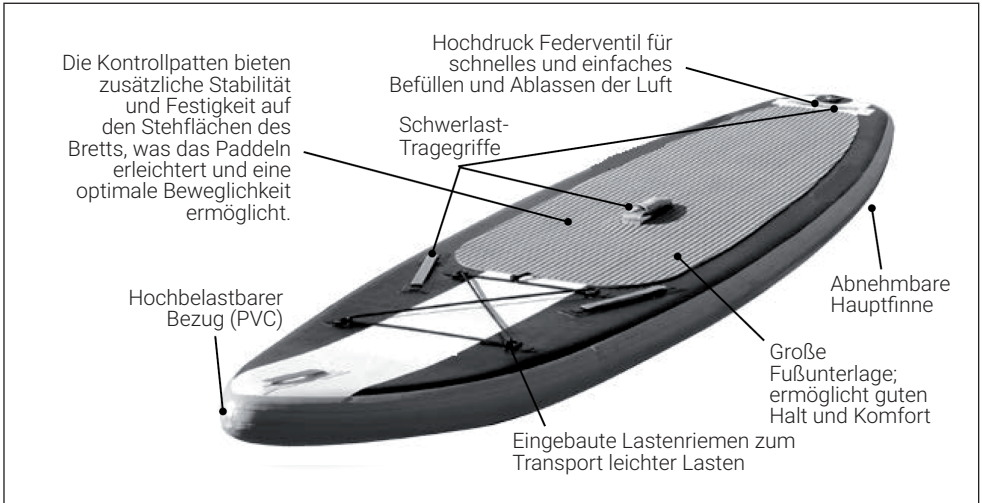 Die Kontrollpatten bieten
zusätzliche Stabilität
und Festigkeit auf
den Stehflächen des
Bretts, was das Paddeln
erleichtert und eine
optimale Beweglichkeit
ermöglicht.
Hochdruck Federventil für
schnelles und einfaches
Befüllen und Ablassen der Luft
Schwerlast-
Tragegriffe
Hochbelastbarer
Bezug (PVC)
Abnehmbare
Hauptfinne
Große
Fußunterlage;
ermöglicht guten
Halt und Komfort
Eingebaute Lastenriemen zum
Transport leichter Lasten